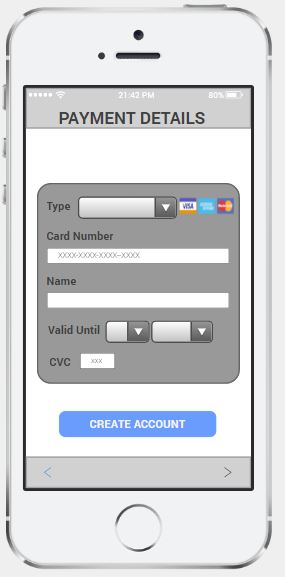 21:42 PM 80%
PAYMENT DETAILS
Type VISA
Card Number
XXXX-XXXX-XXXX--XXXX
Name
Valid Until
CVC xxx
CREATE ACCOUNT